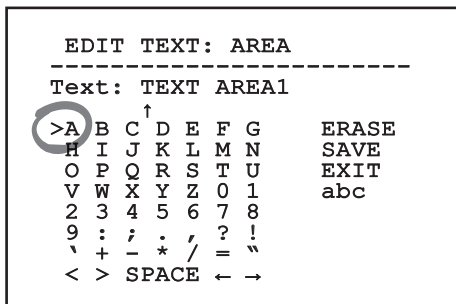 EDIT TEXT: AREA
-------------------------
Text: TEXT AREA1
↑
>A B C D E F G ERASE
H I J K L M N SAVE
O P Q R S T U EXIT
V W X Y Z 0 1 abc
2 3 4 5 6 7 8
9 : ; . , ? !
‵ + - * / = ‶
< > SPACE ← →